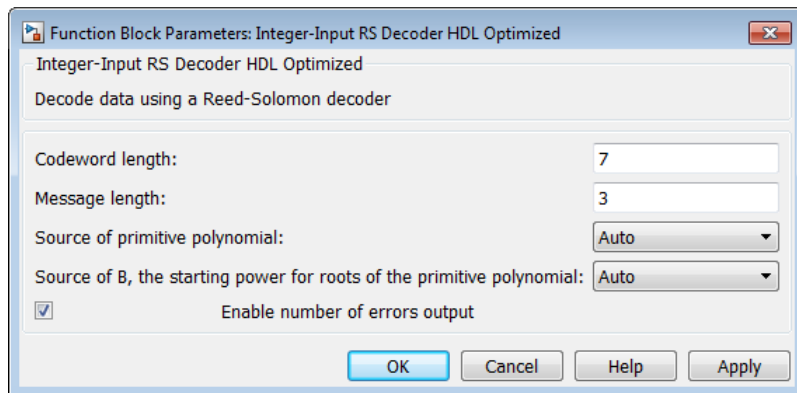 Function Block Parameters: Integer-Input RS Decoder HDL Optimized
Integer-Input RS Decoder HDL Optimized
Decode data using a Reed-Solomon decoder
Codeword length: 7
Message length: 3
Source of primitive polynomial: Auto
Source of B, the starting power for roots of the primitive polynomial: Auto
Enable number of errors output
OK Cancel Help Apply